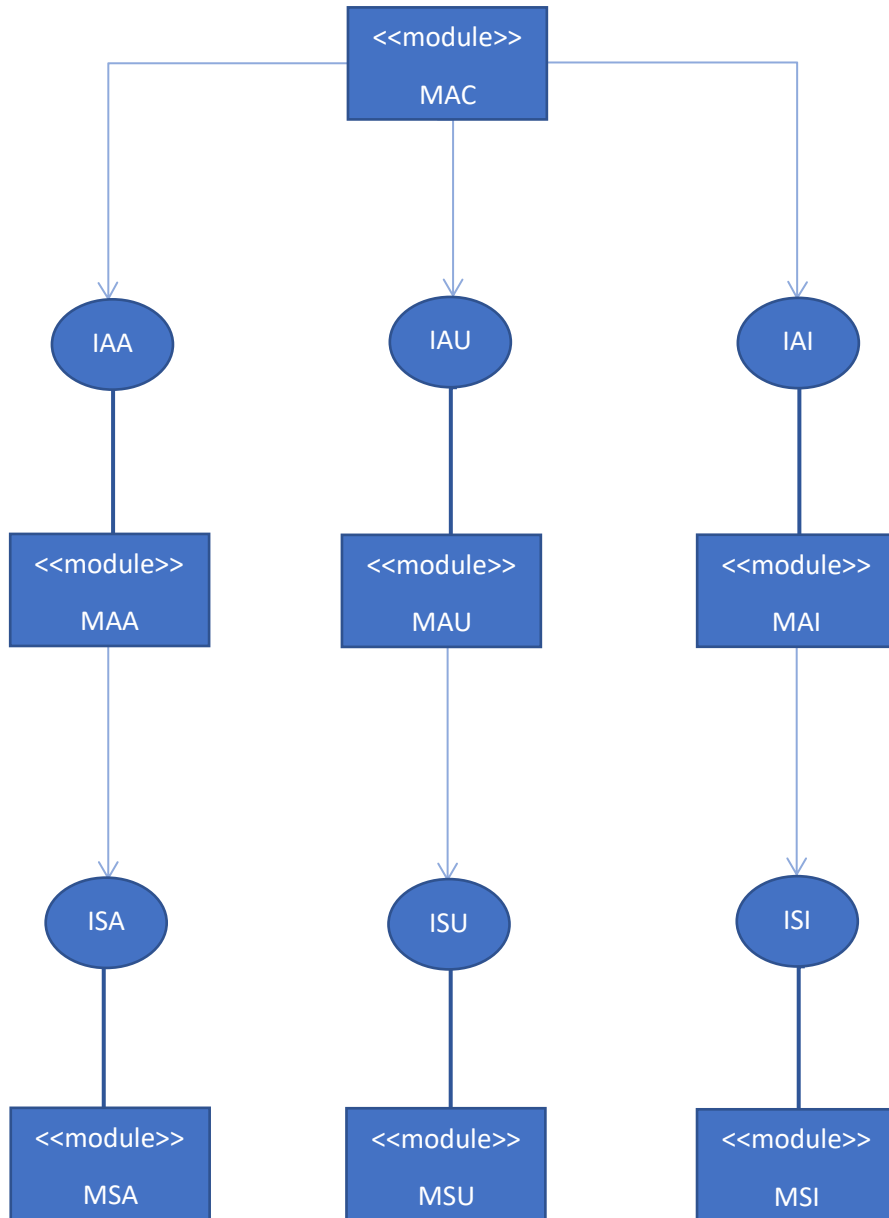 <<module>>
MAC
IAA
IAU
IAI
<<module>>
MAA
<<module>>
MAU
<<module>>
MAI
ISA
ISU
ISI
<<module>>
MSA
<<module>>
MSU
<<module>>
MSI